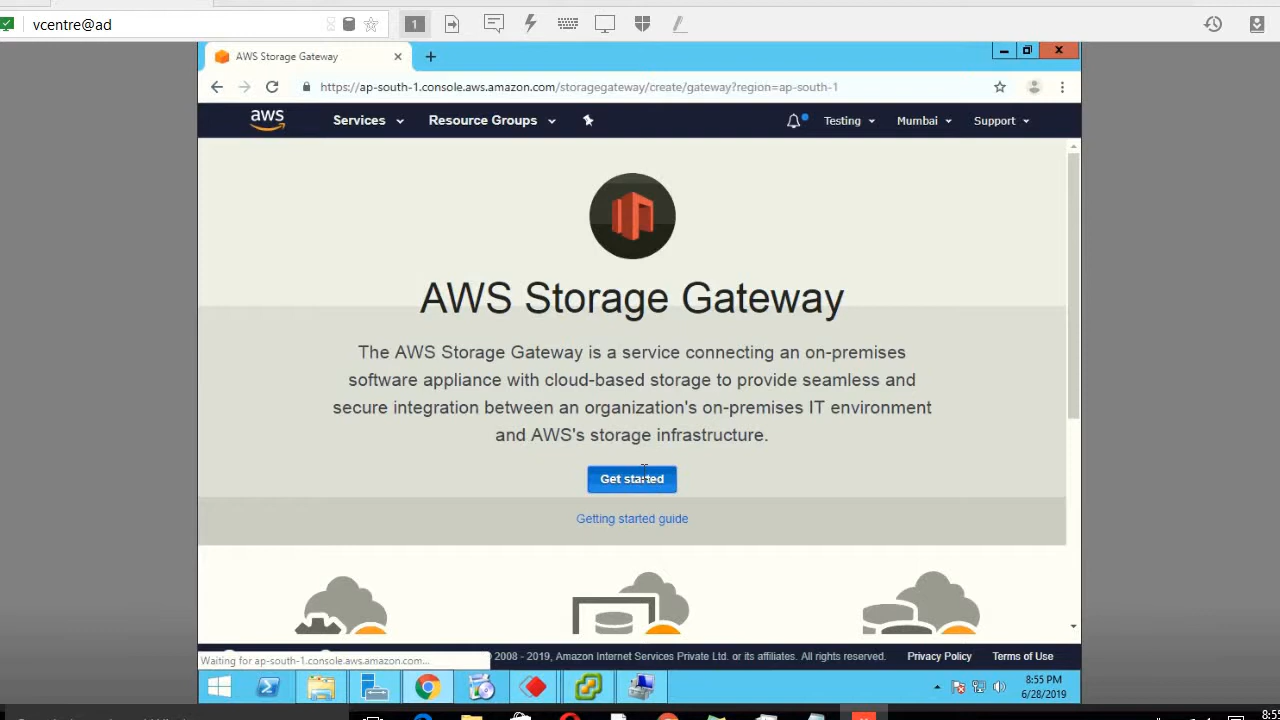 vcentre@ad
1
AWS Storage Gateway
https://ap-south-1.console.aws.amazon.com/storagegateway/create/gateway?region=ap-south-1
aws
Services
Resource Groups
Testing
Mumbai
Support
AWS Storage Gateway
The AWS Storage Gateway is a service connecting an on-premises
software appliance with cloud-based storage to provide seamless and
secure integration between an organization's on-premises IT environment
and AWS's storage infrastructure.
Get started
Getting started guide
Waiting for ap-south-1.console.aws.amazon.com...
2008 - 2019, Amazon Internet Services Private Ltd. or its affiliates. All rights reserved.
Privacy Policy
Terms of Use
8:55 PM
6/28/2019